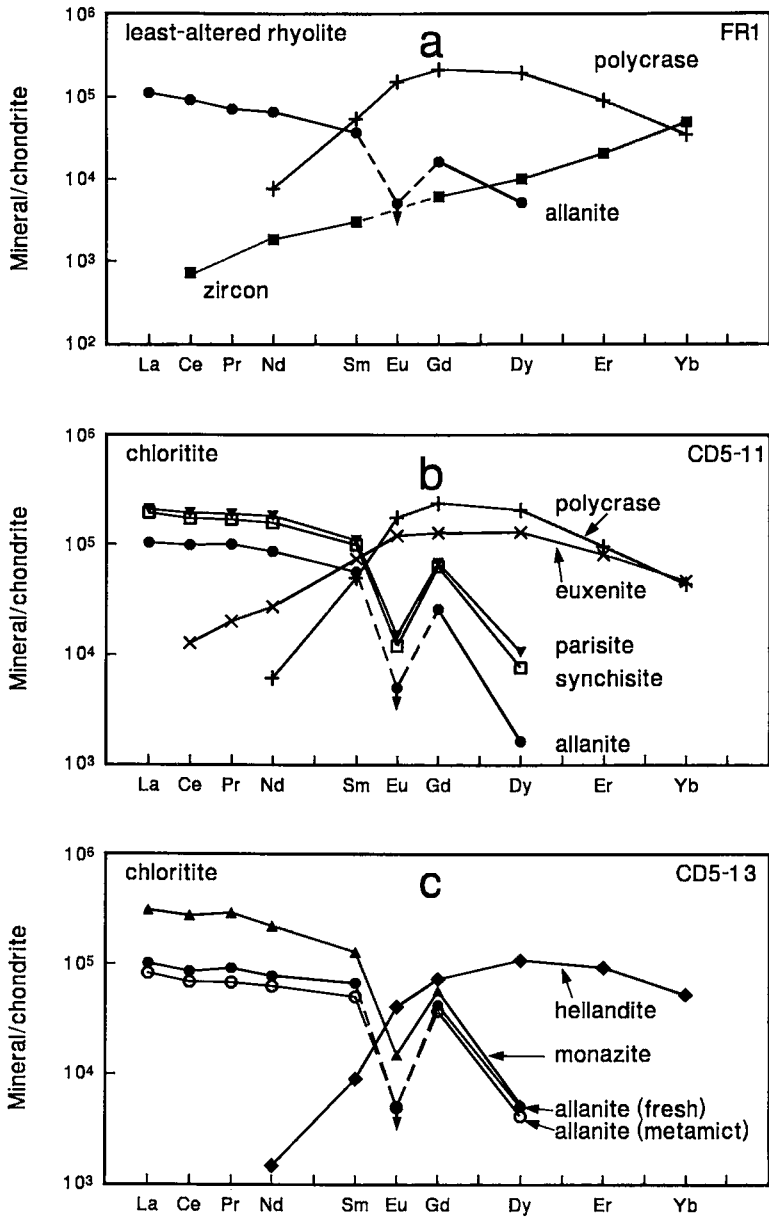 least-altered rhyolite
a
FR1
10⁶
10⁵
10⁴
10³
10²
Mineral/chondrite
polycrase
allanite
zircon
La Ce Pr Nd Sm Eu Gd Dy Er Yb
chloritite
b
CD5-11
10⁶
10⁵
10⁴
10³
Mineral/chondrite
polycrase
euxenite
parisite
synchisite
allanite
La Ce Pr Nd Sm Eu Gd Dy Er Yb
chloritite
c
CD5-13
10⁶
10⁵
10⁴
10³
Mineral/chondrite
hellandite
monazite
allanite (fresh)
allanite (metamict)
La Ce Pr Nd Sm Eu Gd Dy Er Yb